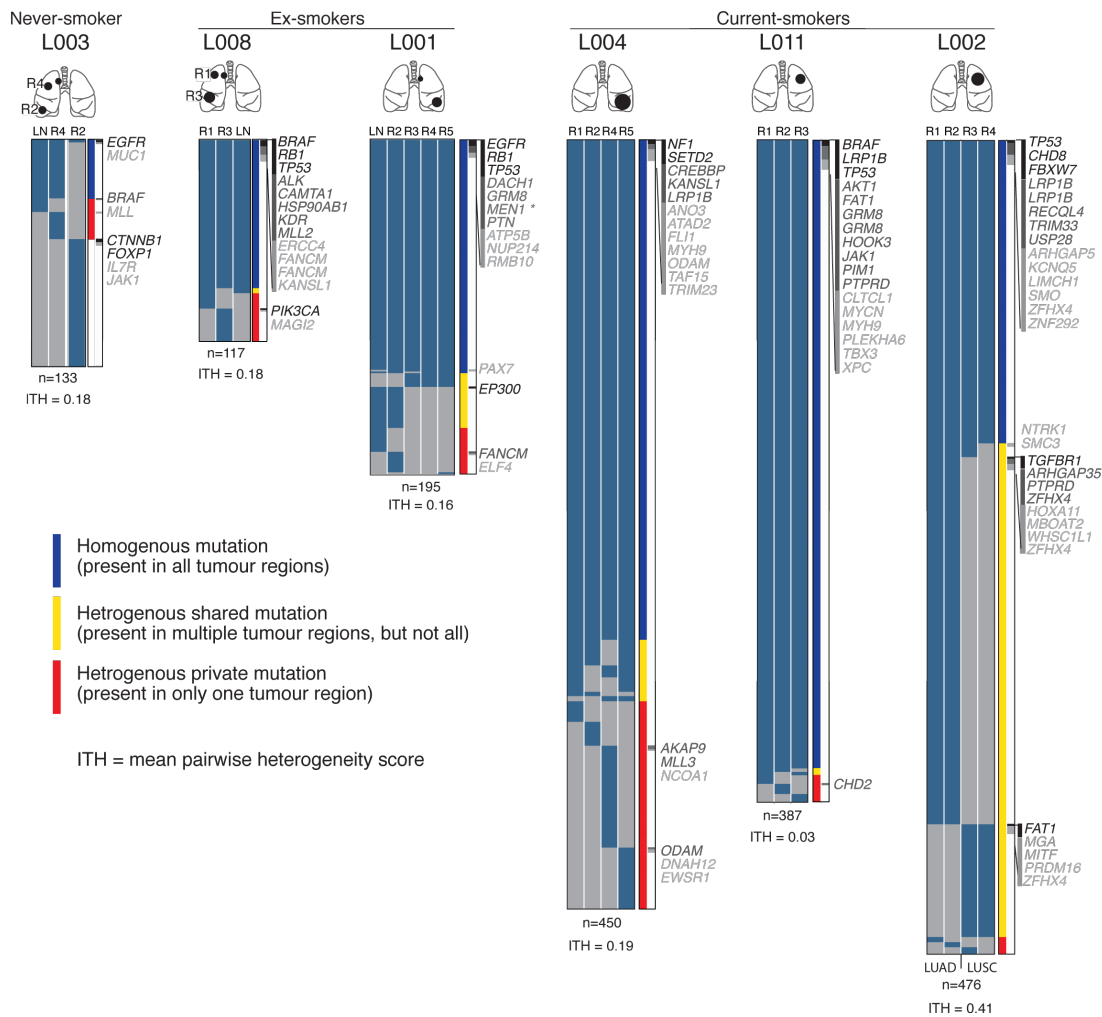 Never-smoker
Ex-smokers
Current-smokers
L003
L008
L001
L004
L011
L002
R4
R2
R1
R3
LN R4 R2
R1 R3 LN
LN R2 R3 R4 R5
R1 R2 R4 R5
R1 R2 R3
R1 R2 R3 R4
EGFR
MUC1
BRAF
MLL
CTNNB1
FOXP1
IL7R
JAK1
n=133
ITH = 0.18
BRAF
RB1
TP53
ALK
CAMTA1
HSP90AB1
KDR
MLL2
ERCC4
FANCM
FANCM
KANSL1
PIK3CA
MAGI2
n=117
ITH = 0.18
EGFR
RB1
TP53
DACH1
GRM8
MEN1 *
PTN
ATP5B
NUP214
RMB10
PAX7
EP300
FANCM
ELF4
n=195
ITH = 0.16
NF1
SETD2
CREBBP
KANSL1
LRP1B
ANO3
ATAD2
FLI1
MYH9
ODAM
TAF15
TRIM23
AKAP9
MLL3
NCOA1
ODAM
DNAH12
EWSR1
n=450
ITH = 0.19
BRAF
LRP1B
TP53
AKT1
FAT1
GRM8
GRM8
HOOK3
JAK1
PIM1
PTPRD
CLTCL1
MYCN
MYH9
PLEKHA6
TBX3
XPC
CHD2
n=387
ITH = 0.03
TP53
CHD8
FBXW7
LRP1B
LRP1B
RECQL4
TRIM33
USP28
ARHGAP5
KCNQ5
LIMCH1
SMO
ZFHX4
ZNF292
NTRK1
SMC3
TGFBR1
ARHGAP35
PTPRD
ZFHX4
HOXA11
MBOAT2
WHSC1L1
ZFHX4
FAT1
MGA
MITF
PRDM16
ZFHX4
LUAD LUSC
n=476
ITH = 0.41
Homogenous mutation
(present in all tumour regions)
Hetrogenous shared mutation
(present in multiple tumour regions, but not all)
Hetrogenous private mutation
(present in only one tumour region)
ITH = mean pairwise heterogeneity score